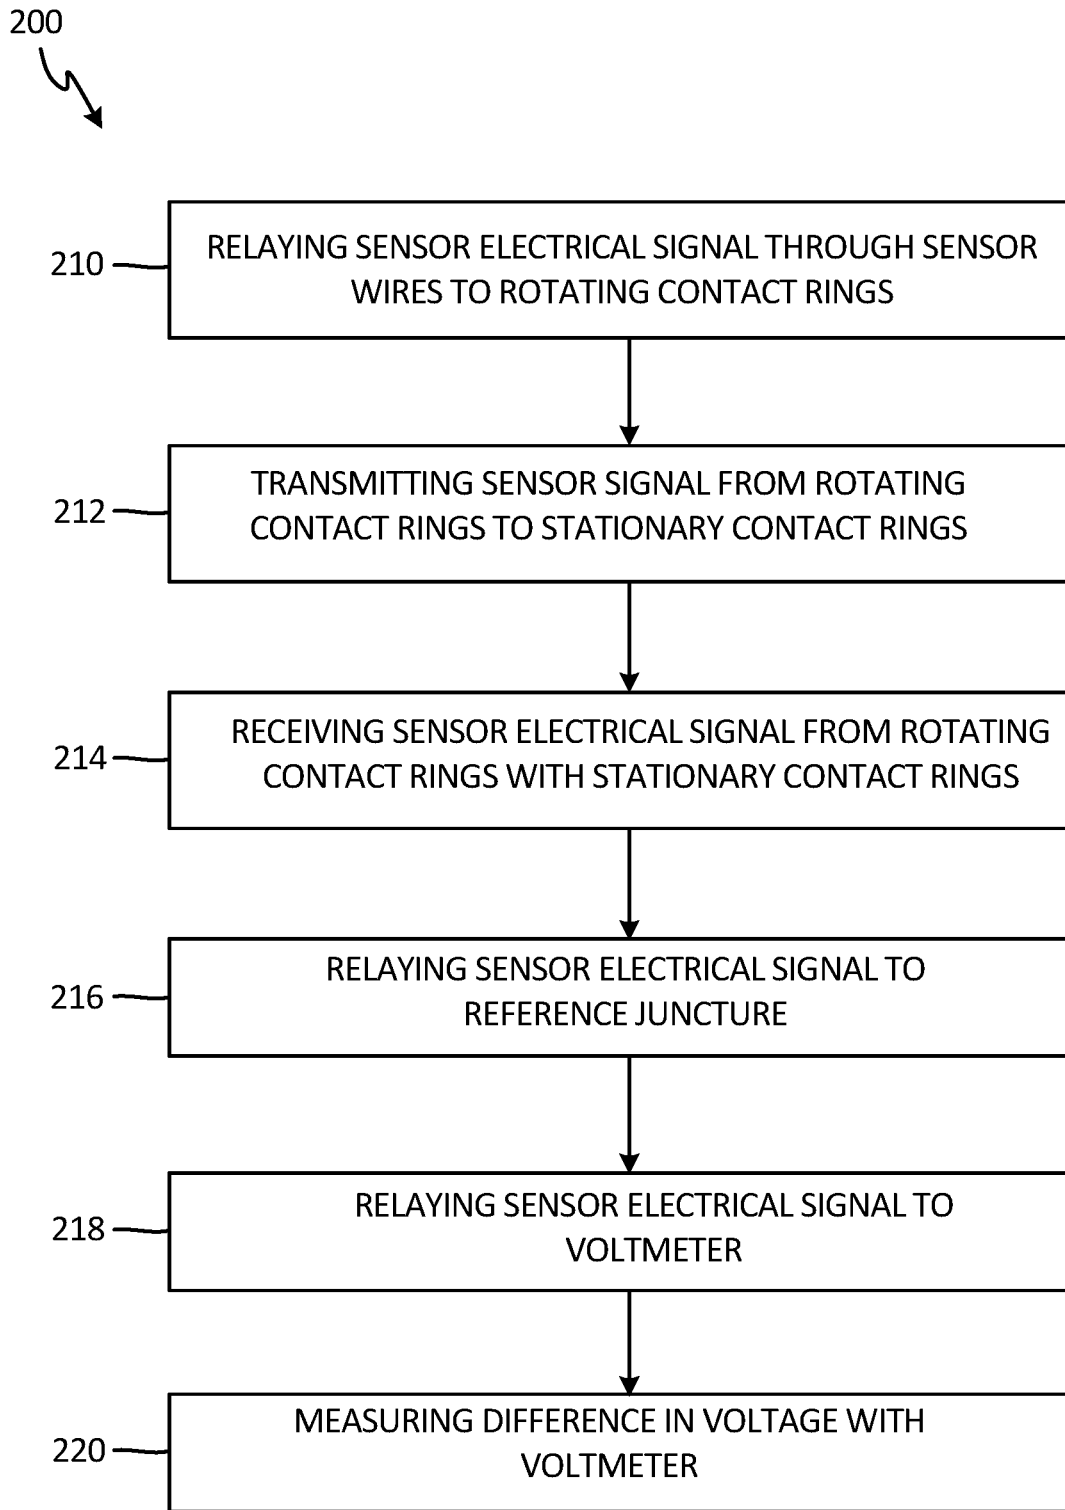 200
210
RELAYING SENSOR ELECTRICAL SIGNAL THROUGH SENSOR
WIRES TO ROTATING CONTACT RINGS
212
TRANSMITTING SENSOR SIGNAL FROM ROTATING
CONTACT RINGS TO STATIONARY CONTACT RINGS
214
RECEIVING SENSOR ELECTRICAL SIGNAL FROM ROTATING
CONTACT RINGS WITH STATIONARY CONTACT RINGS
216
RELAYING SENSOR ELECTRICAL SIGNAL TO
REFERENCE JUNCTURE
218
RELAYING SENSOR ELECTRICAL SIGNAL TO
VOLTMETER
220
MEASURING DIFFERENCE IN VOLTAGE WITH
VOLTMETER